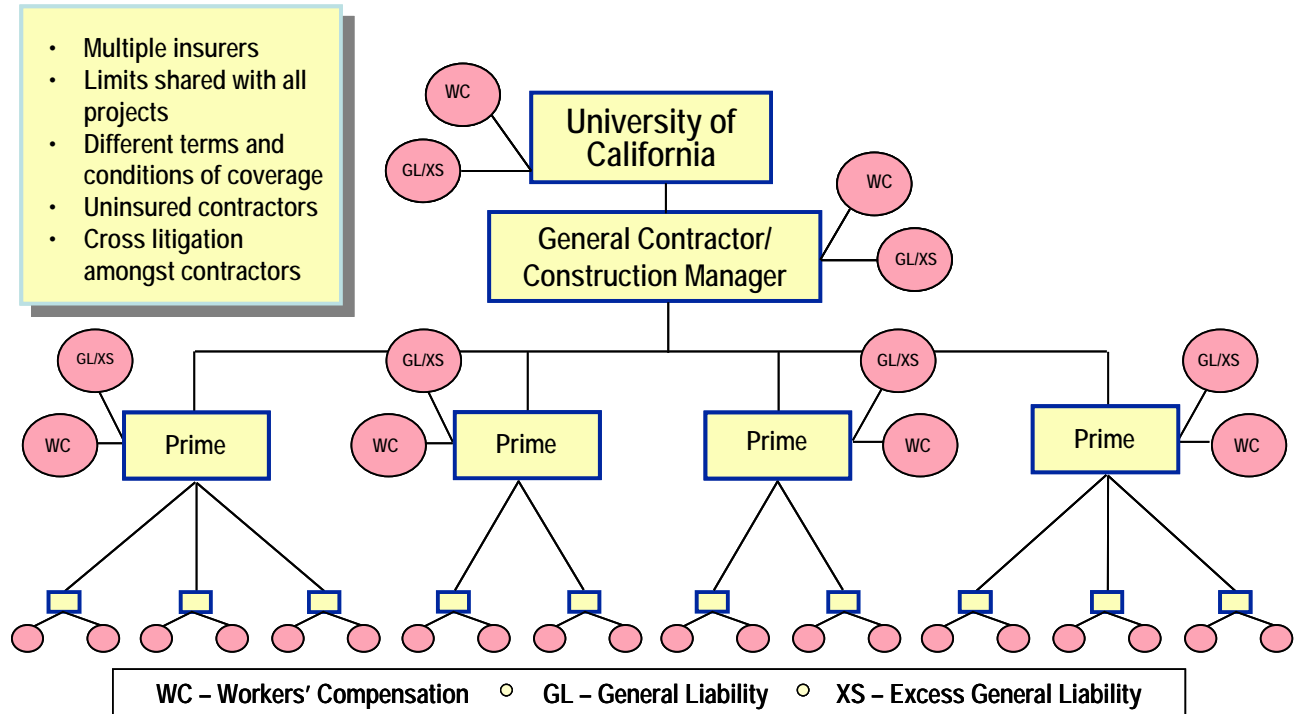 • Multiple insurers
• Limits shared with all
projects
• Different terms and
conditions of coverage
• Uninsured contractors
• Cross litigation
amongst contractors
WC
University of
California
GL/XS
WC
General Contractor/
Construction Manager
GL/XS
GL/XS
GL/XS
GL/XS
GL/XS
WC
Prime
WC
Prime
Prime
WC
Prime
WC
WC – Workers' Compensation ○ GL – General Liability ○ XS – Excess General Liability